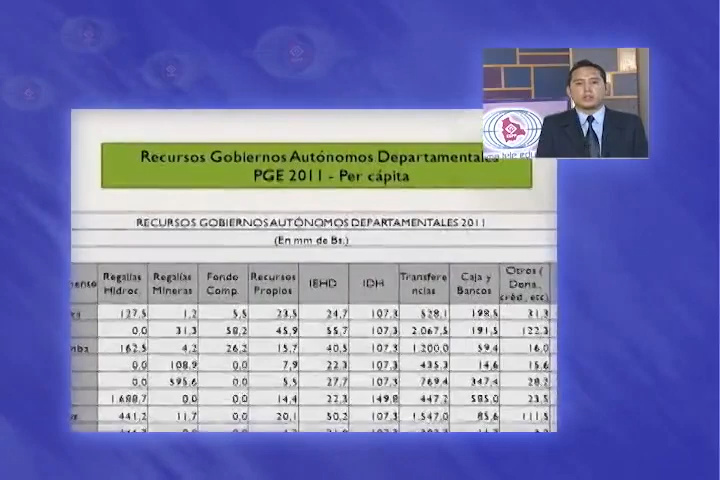 Recursos Gobiernos Autónomos Departamentales
PGE 2011 - Per cápita
RECURSOS GOBIERNOS AUTÓNOMOS DEPARTAMENTALES 2011
(En mm de Bs.)
mento Regalías Hidroc. Regalías Mineras Fondo Comp. Recursos Propios IEHD IDH Transferencias Caja y Bancos Otros (Dona., créd., etc)
127,5 1,2 5,5 23,5 24,7 107,3 528,1 198,5 31,3
0,0 31,3 58,2 45,9 55,7 107,3 2.067,5 191,5 122,3
mba 162,5 4,2 26,2 15,7 40,5 107,3 1.200,0 59,4 16,0
0,0 108,9 0,0 7,9 22,3 107,3 435,3 14,6 15,6
0,0 595,6 0,0 5,5 27,7 107,3 769,4 347,4 28,2
1.688,7 0,0 0,0 14,4 22,3 149,8 447,2 585,0 23,5
441,2 11,7 0,0 20,1 50,2 107,3 1.547,0 85,6 111,5